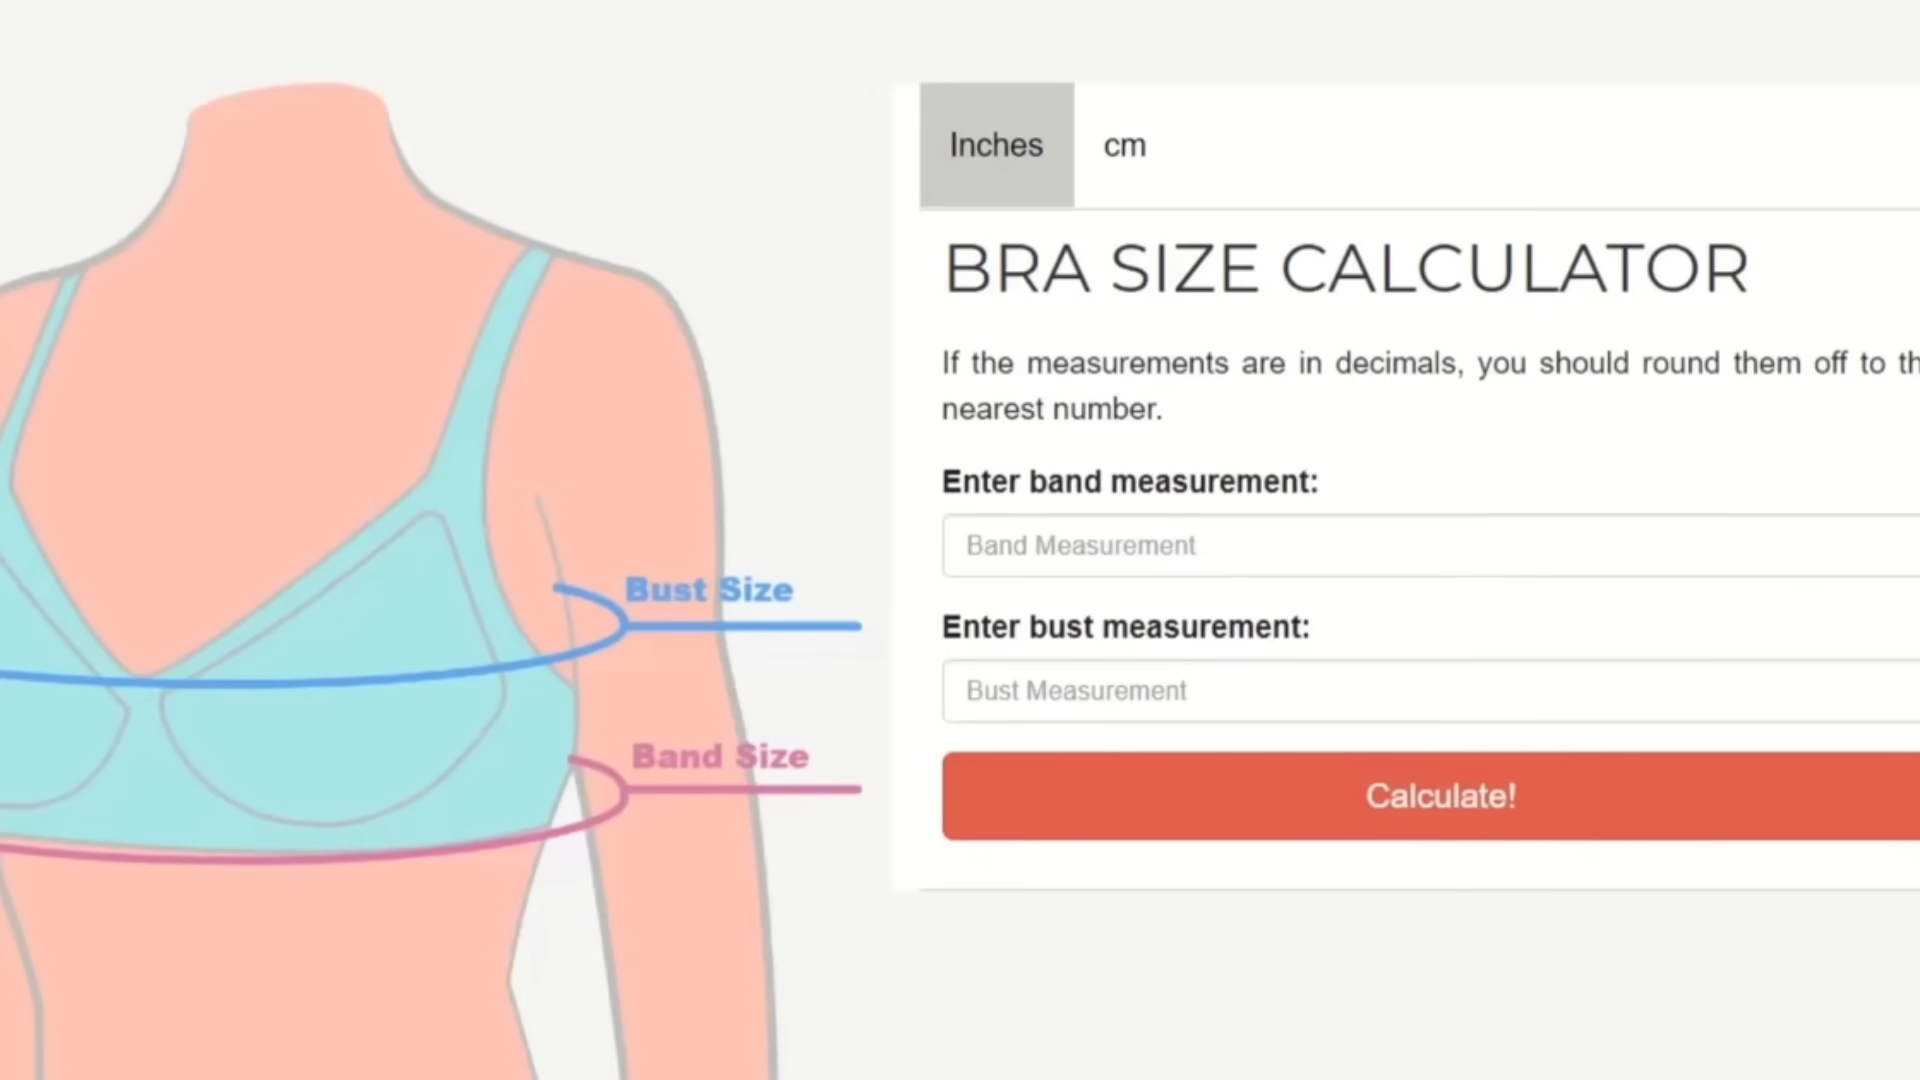 Inches cm
BRA SIZE CALCULATOR
If the measurements are in decimals, you should round them off to
nearest number.
Enter band measurement:
Band Measurement
Enter bust measurement:
Bust Measurement
Calculate!
Bust Size
Band Size